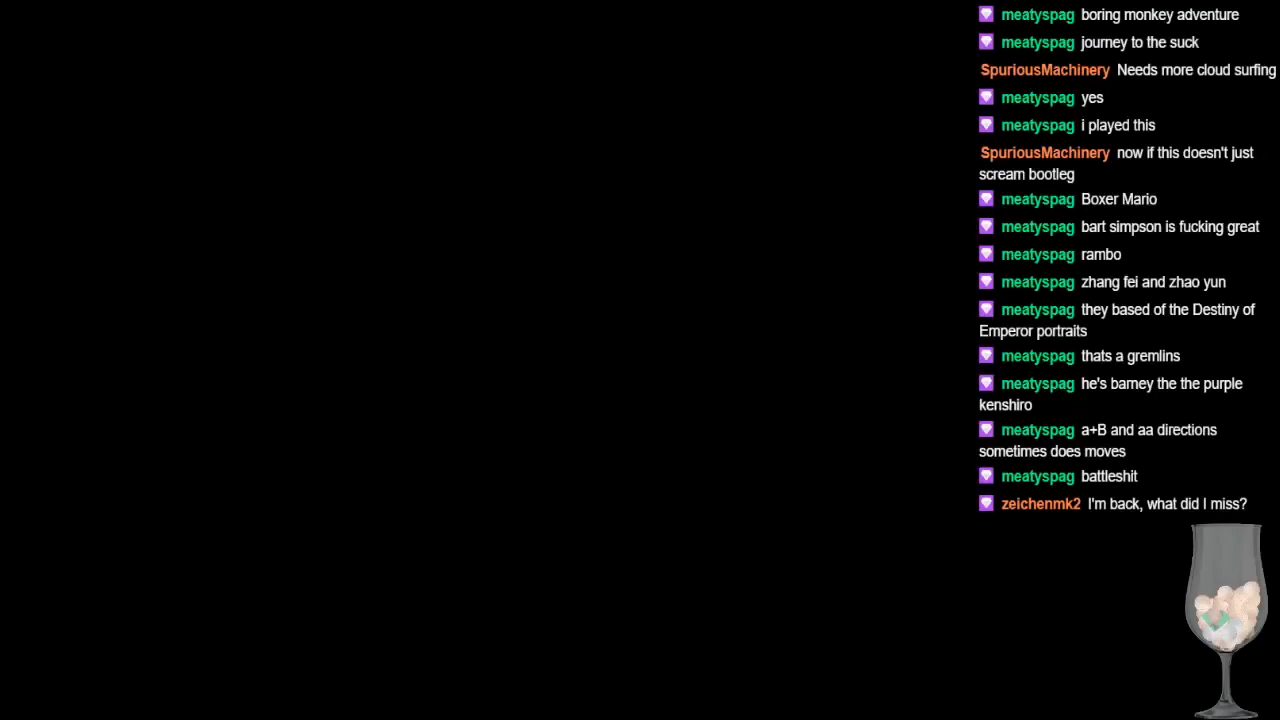 meatyspag boring monkey adventure
meatyspag journey to the suck
SpuriousMachinery Needs more cloud surfing
meatyspag yes
meatyspag i played this
SpuriousMachinery now if this doesn't just
scream bootleg
meatyspag Boxer Mario
meatyspag bart simpson is fucking great
meatyspag rambo
meatyspag zhang fei and zhao yun
meatyspag they based of the Destiny of
Emperor portraits
meatyspag thats a gremlins
meatyspag he's barney the the purple
kenshiro
meatyspag a+B and aa directions
sometimes does moves
meatyspag battleshit
zeichenmk2 I'm back, what did I miss?